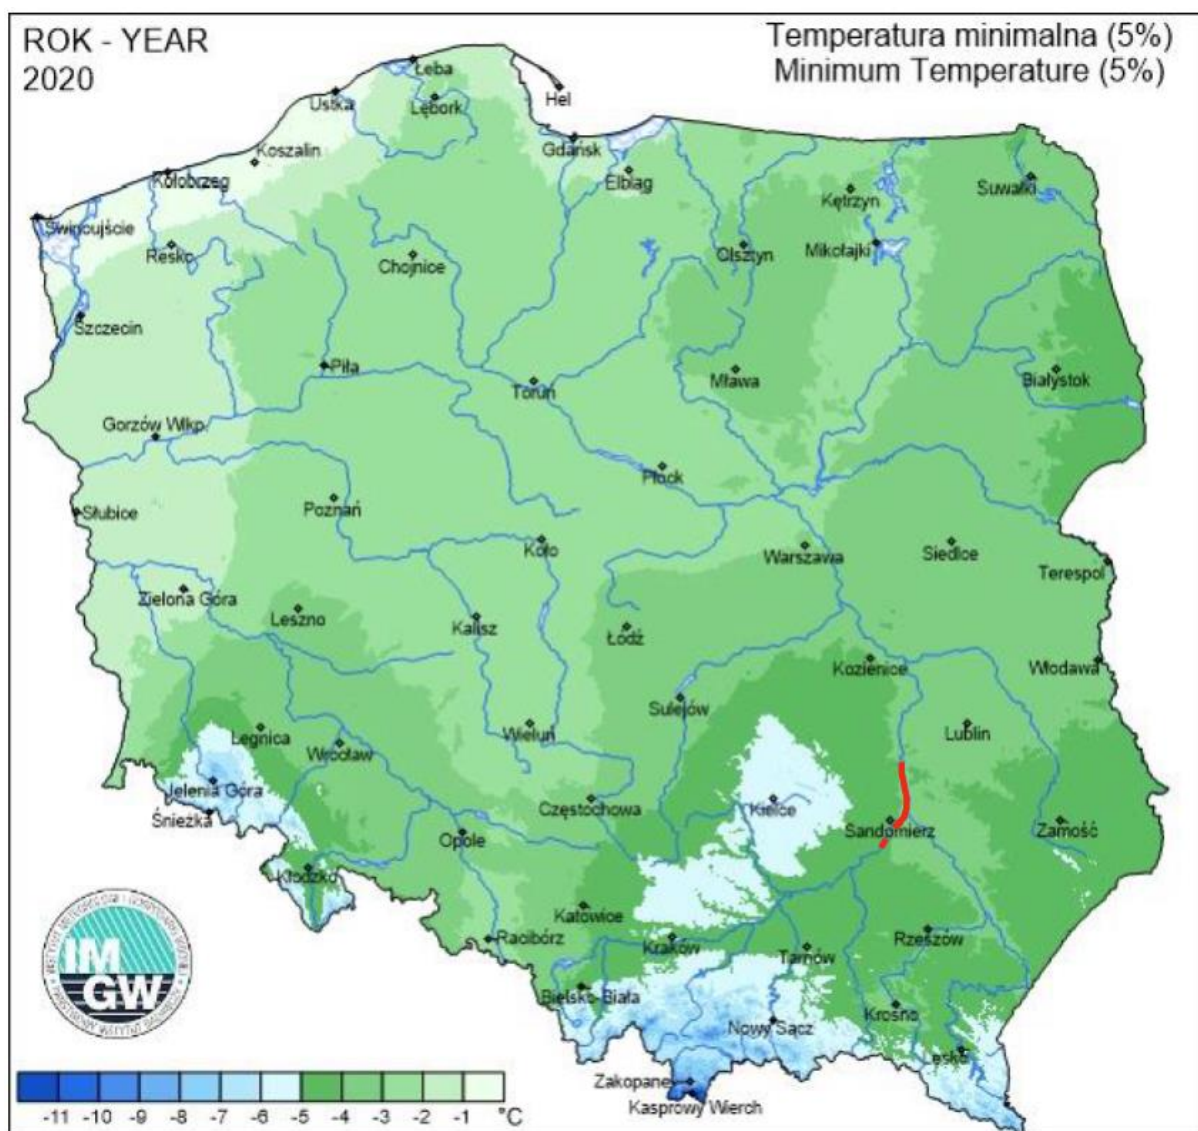 ROK - YEAR
2020
Temperatura minimalna (5%)
Minimum Temperature (5%)
Łeba
Ustka
Lębork
Hel
Koszalin
Gdańsk
Kołobrzeg
Elbląg
Kętrzyn
Suwałki
Świnoujście
Resko
Chojnice
Olsztyn
Mikołajki
Szczecin
Piła
Toruń
Mława
Białystok
Gorzów Wlkp.
Płock
Słubice
Poznań
Koło
Warszawa
Siedlce
Terespol
Zielona Góra
Leszno
Kalisz
Łódź
Kozienice
Włodawa
Sulejów
Legnica
Wrocław
Wieluń
Lublin
Jelenia Góra
Śnieżka
Częstochowa
Kielce
Sandomierz
Zamość
Opole
Kłodzko
Katowice
Racibórz
Kraków
Tarnów
Rzeszów
Bielsko-Biała
Nowy Sącz
Krosno
Lesko
Zakopane
Kasprowy Wierch
IM
GW
-11 -10 -9 -8 -7 -6 -5 -4 -3 -2 -1 °C